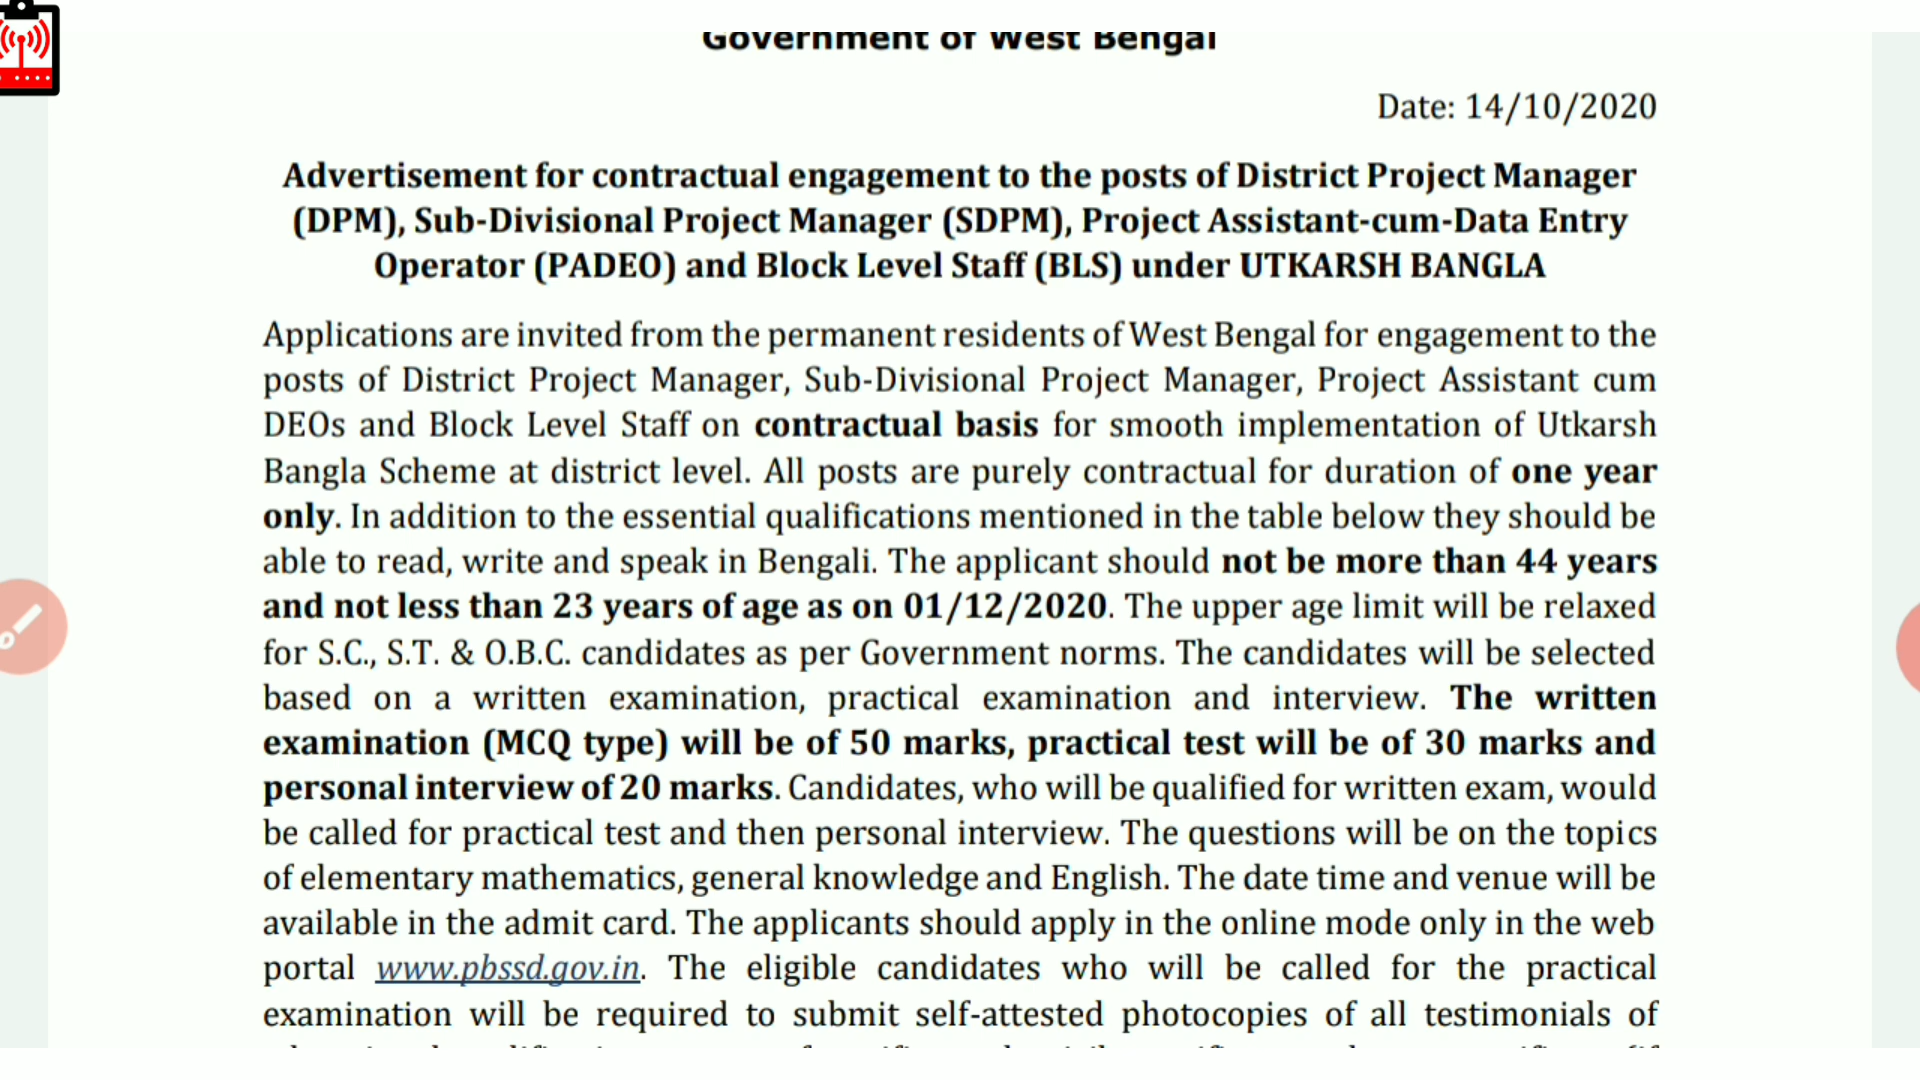 Government of West Bengal
Date: 14/10/2020
Advertisement for contractual engagement to the posts of District Project Manager
(DPM), Sub-Divisional Project Manager (SDPM), Project Assistant-cum-Data Entry
Operator (PADEO) and Block Level Staff (BLS) under UTKARSH BANGLA
Applications are invited from the permanent residents of West Bengal for engagement to the
posts of District Project Manager, Sub-Divisional Project Manager, Project Assistant cum
DEOs and Block Level Staff on contractual basis for smooth implementation of Utkarsh
Bangla Scheme at district level. All posts are purely contractual for duration of one year
only. In addition to the essential qualifications mentioned in the table below they should be
able to read, write and speak in Bengali. The applicant should not be more than 44 years
and not less than 23 years of age as on 01/12/2020. The upper age limit will be relaxed
for S.C., S.T. & O.B.C. candidates as per Government norms. The candidates will be selected
based on a written examination, practical examination and interview. The written
examination (MCQ type) will be of 50 marks, practical test will be of 30 marks and
personal interview of 20 marks. Candidates, who will be qualified for written exam, would
be called for practical test and then personal interview. The questions will be on the topics
of elementary mathematics, general knowledge and English. The date time and venue will be
available in the admit card. The applicants should apply in the online mode only in the web
portal www.pbssd.gov.in. The eligible candidates who will be called for the practical
examination will be required to submit self-attested photocopies of all testimonials of